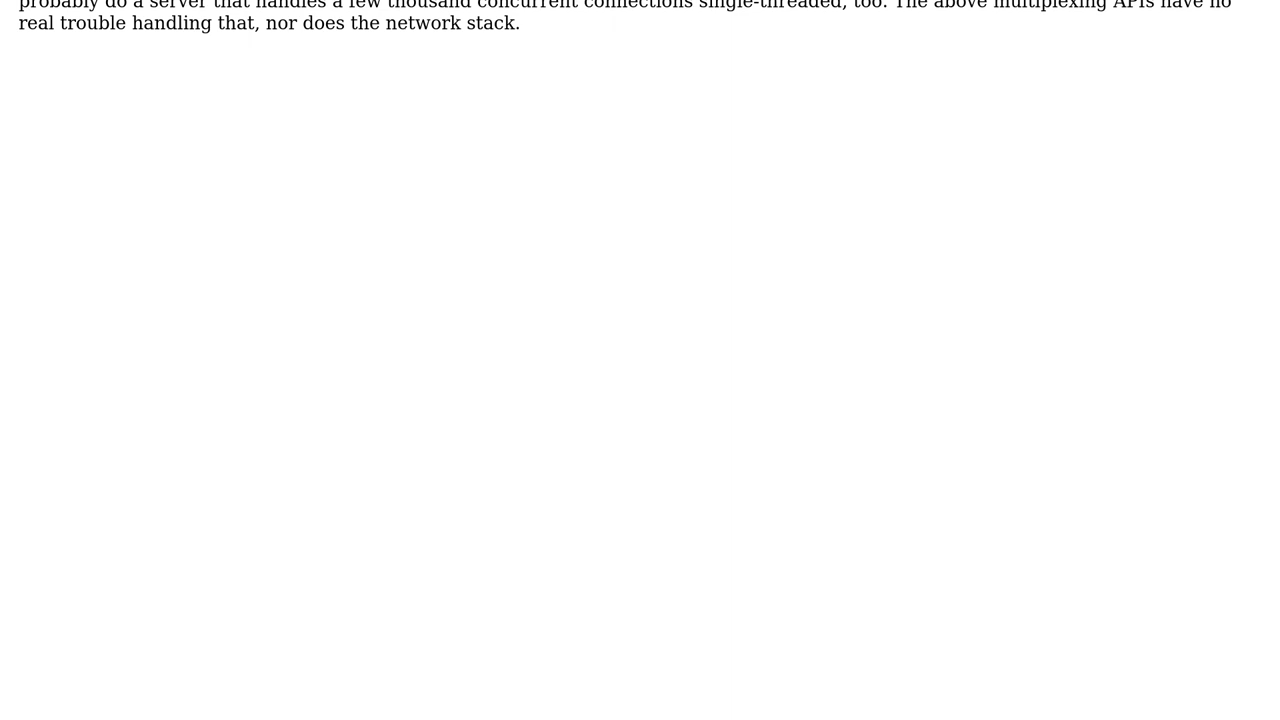 probably do a server that handles a few thousand concurrent connections single-threaded, too. The above multiplexing APIs have no
real trouble handling that, nor does the network stack.